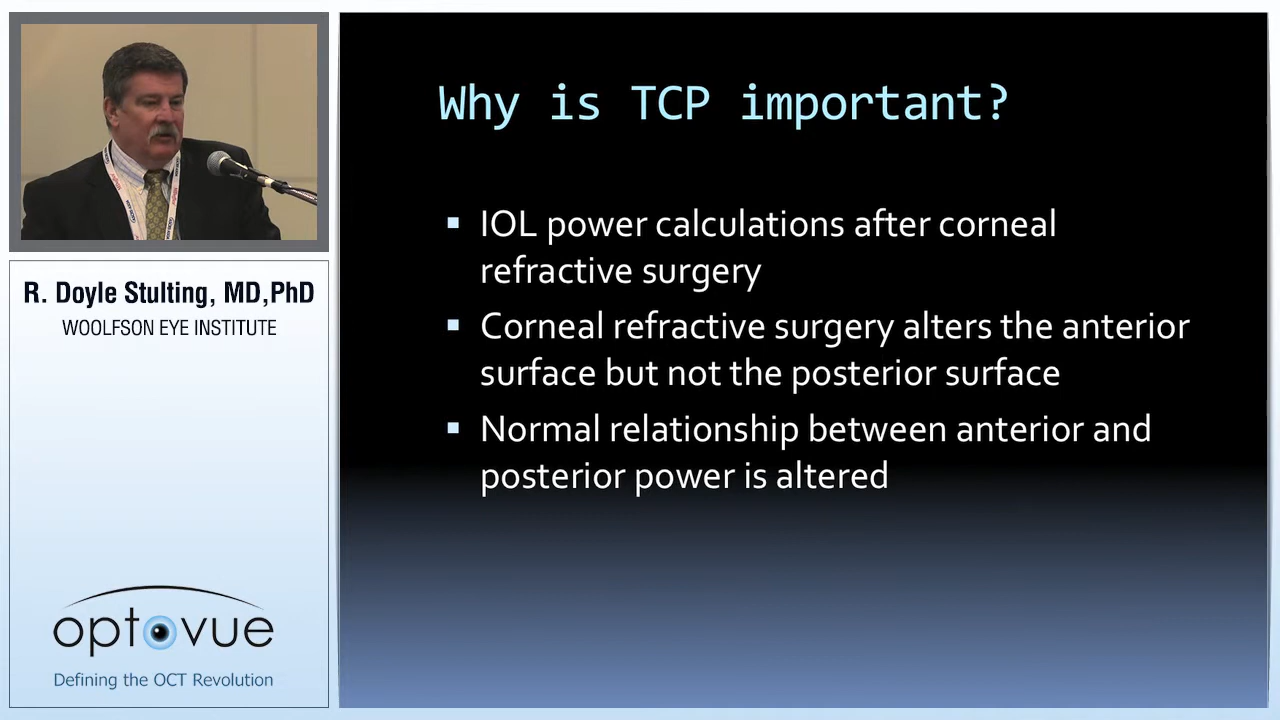 R. Doyle Stulting, MD,PhD
WOOLFSON EYE INSTITUTE
optovue
Defining the OCT Revolution
Why is TCP important?
▪ IOL power calculations after corneal
refractive surgery
▪ Corneal refractive surgery alters the anterior
surface but not the posterior surface
▪ Normal relationship between anterior and
posterior power is altered